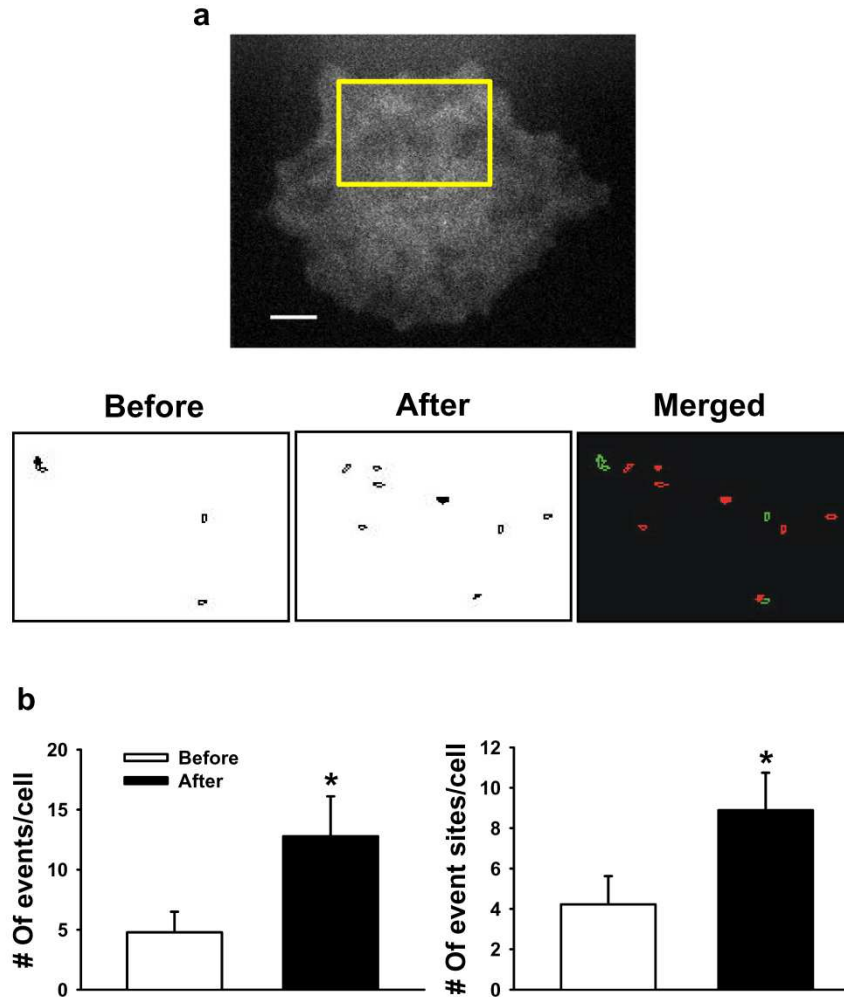 a
Before After Merged
b
# Of events/cell
20
15
10
5
0
Before
After
*
# Of event sites/cell
12
10
8
6
4
2
0
*